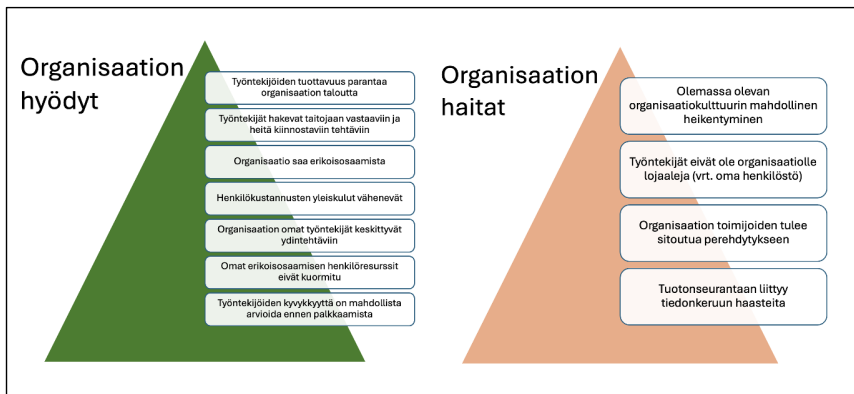 Organisaation
hyödyt
Työntekijöiden tuottavuus parantaa
organisaation taloutta
Työntekijät hakevat taitojaan vastaaviin ja
heitä kiinnostaviin tehtäviin
Organisaatio saa erikoisosaamista
Henkilökustannusten yleiskulut vähenevät
Organisaation omat työntekijät keskittyvät
ydintehtäviin
Omat erikoisosaamisen henkilöresurssit
eivät kuormitu
Työntekijöiden kyvykkyyttä on mahdollista
arvioida ennen palkkaamista
Organisaation
haitat
Olemassa olevan
organisaatiokulttuurin mahdollinen
heikentyminen
Työntekijät eivät ole organisaatiolle
lojaaleja (vrt. oma henkilöstö)
Organisaation toimijoiden tulee
sitoutua perehdytykseen
Tuotonseurantaan liittyy
tiedonkeruun haasteita